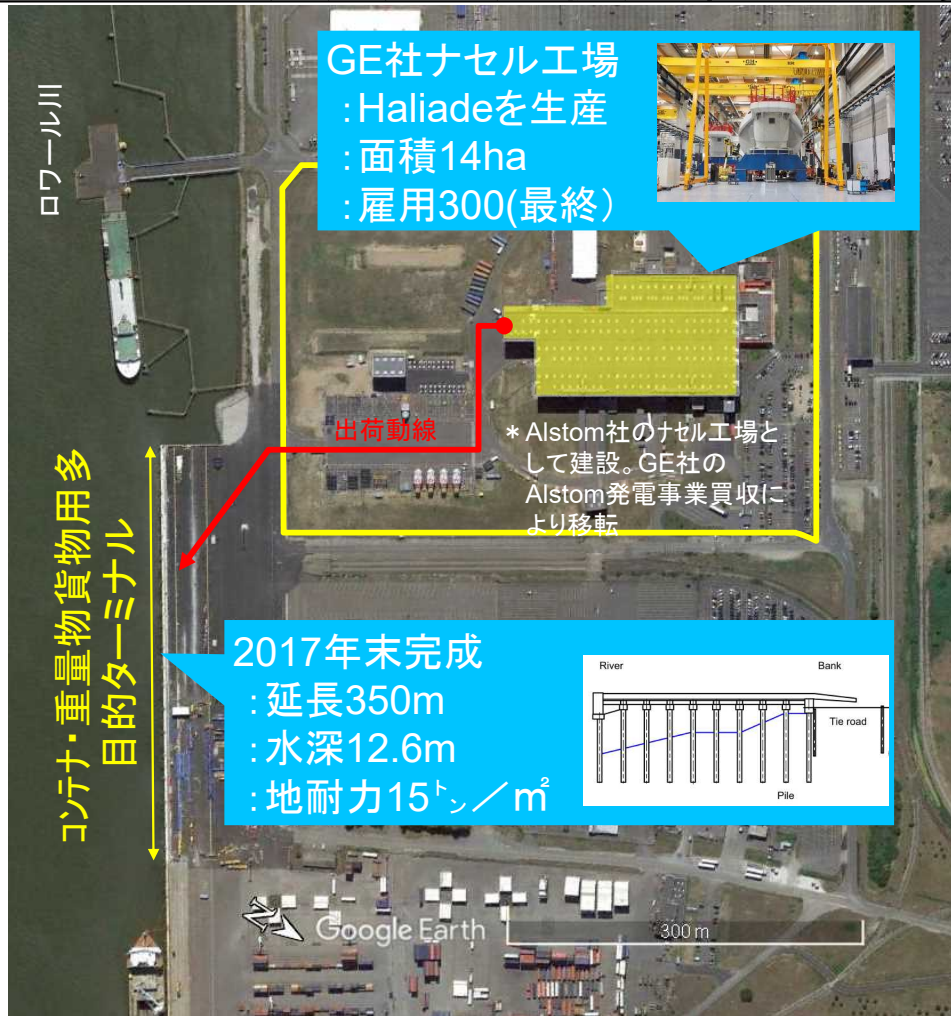 GE社ナセル工場
:Haliadeを生産
:面積14ha
:雇用300(最終)
ロワール川
出荷動線
*Alstom社のナセル工場と
して建設。GE社の
Alstom発電事業買収に
より移転
コンテナ・重量物貨物用多
目的ターミナル
2017年末完成
:延長350m
:水深12.6m
:地耐力15トン/㎡
River
Bank
Tie road
Pile
N
Google Earth
300 m